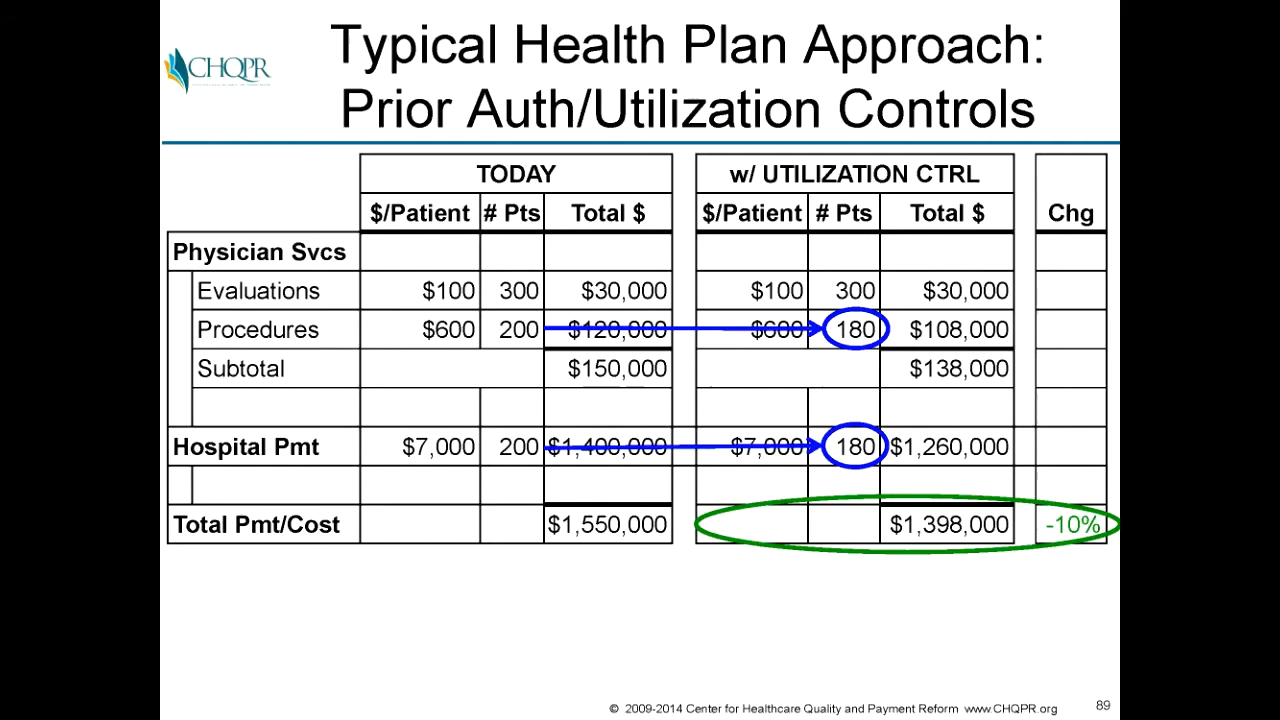 CHQPR
Typical Health Plan Approach:
Prior Auth/Utilization Controls
TODAY w/ UTILIZATION CTRL
$/Patient # Pts Total $ $/Patient # Pts Total $ Chg
Physician Svcs
Evaluations $100 300 $30,000 $100 300 $30,000
Procedures $600 200 $120,000 $600 180 $108,000
Subtotal $150,000 $138,000
Hospital Pmt $7,000 200 $1,400,000 $7,000 180 $1,260,000
Total Pmt/Cost $1,550,000 $1,398,000 -10%
© 2009-2014 Center for Healthcare Quality and Payment Reform www.CHQPR.org 89